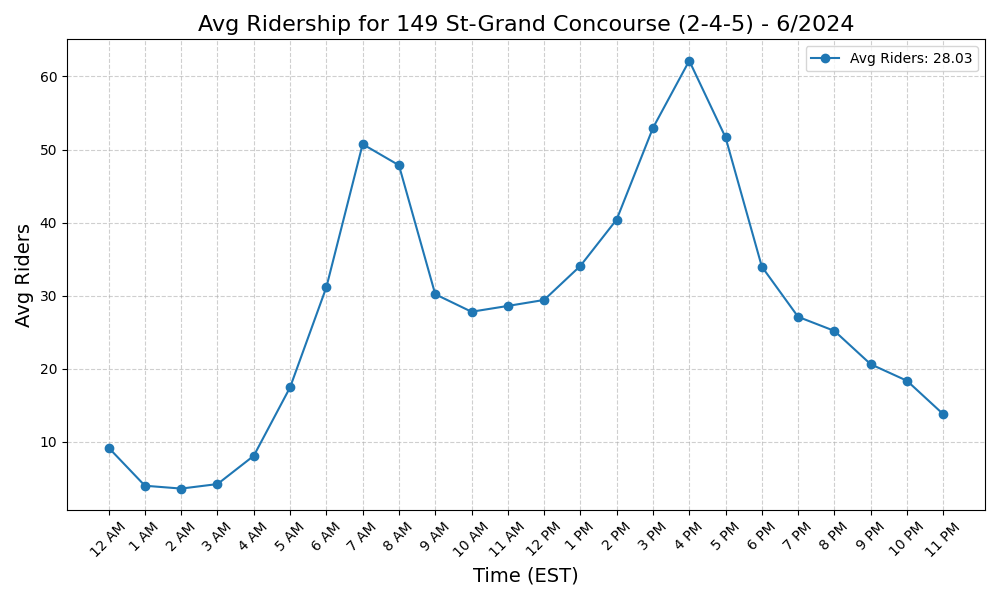 Avg Ridership for 149 St-Grand Concourse (2-4-5) - 6/2024
Avg Riders: 28.03
Avg Riders
60
50
40
30
20
10
12 AM
1 AM
2 AM
3 AM
4 AM
5 AM
6 AM
7 AM
8 AM
9 AM
10 AM
11 AM
12 PM
1 PM
2 PM
3 PM
4 PM
5 PM
6 PM
7 PM
8 PM
9 PM
10 PM
11 PM
Time (EST)